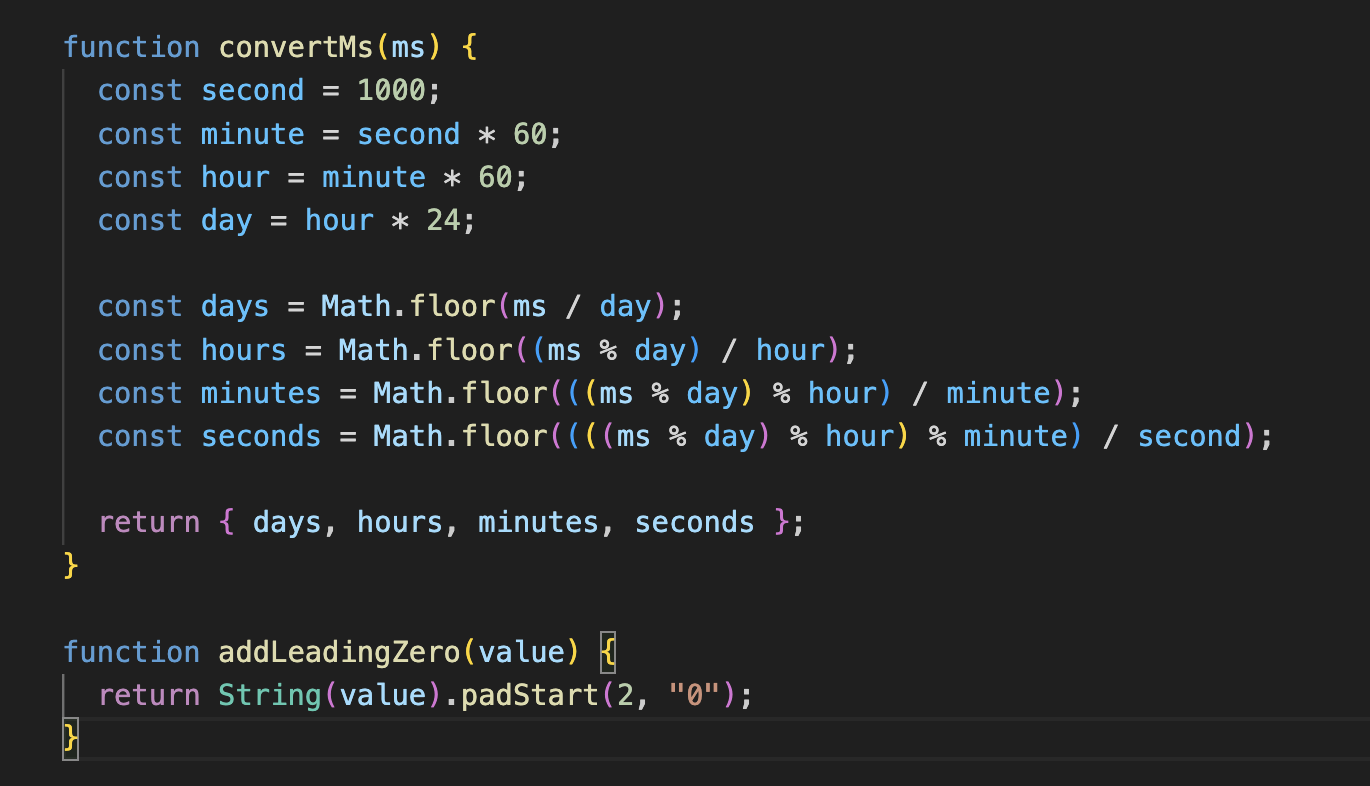 function convertMs(ms) {
  const second = 1000;
  const minute = second * 60;
  const hour = minute * 60;
  const day = hour * 24;

  const days = Math.floor(ms / day);
  const hours = Math.floor((ms % day) / hour);
  const minutes = Math.floor(((ms % day) % hour) / minute);
  const seconds = Math.floor((((ms % day) % hour) % minute) / second);

  return { days, hours, minutes, seconds };
}

function addLeadingZero(value) {
  return String(value).padStart(2, "0");
}